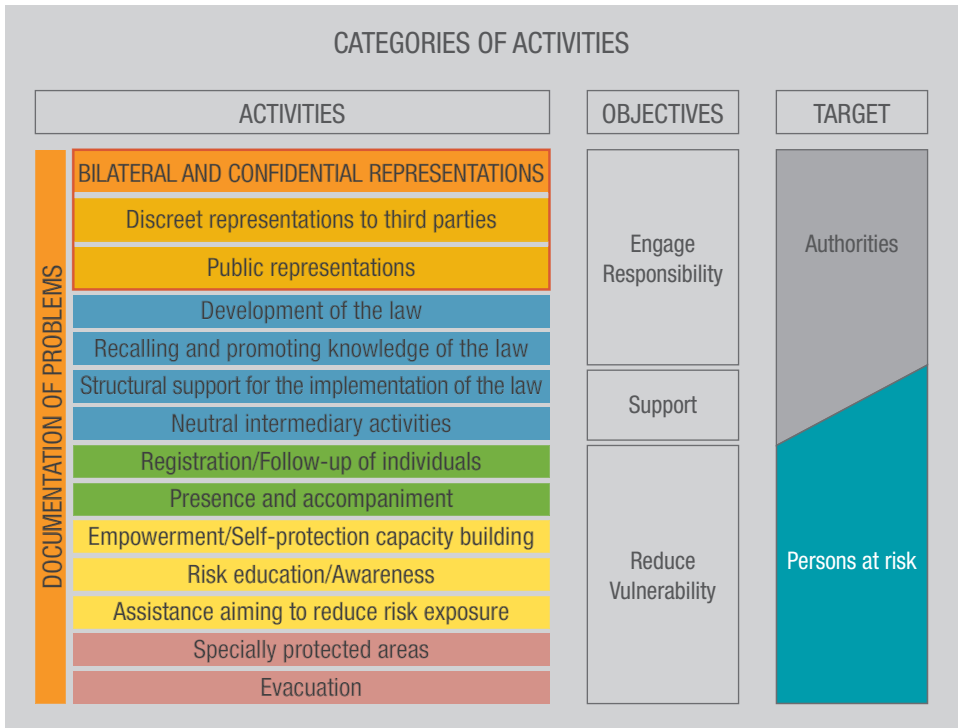 CATEGORIES OF ACTIVITIES
ACTIVITIES
OBJECTIVES
TARGET
DOCUMENTATION OF PROBLEMS
BILATERAL AND CONFIDENTIAL REPRESENTATIONS
Discreet representations to third parties
Public representations
Development of the law
Recalling and promoting knowledge of the law
Structural support for the implementation of the law
Neutral intermediary activities
Registration/Follow-up of individuals
Presence and accompaniment
Empowerment/Self-protection capacity building
Risk education/Awareness
Assistance aiming to reduce risk exposure
Specially protected areas
Evacuation
Engage
Responsibility
Support
Reduce
Vulnerability
Authorities
Persons at risk